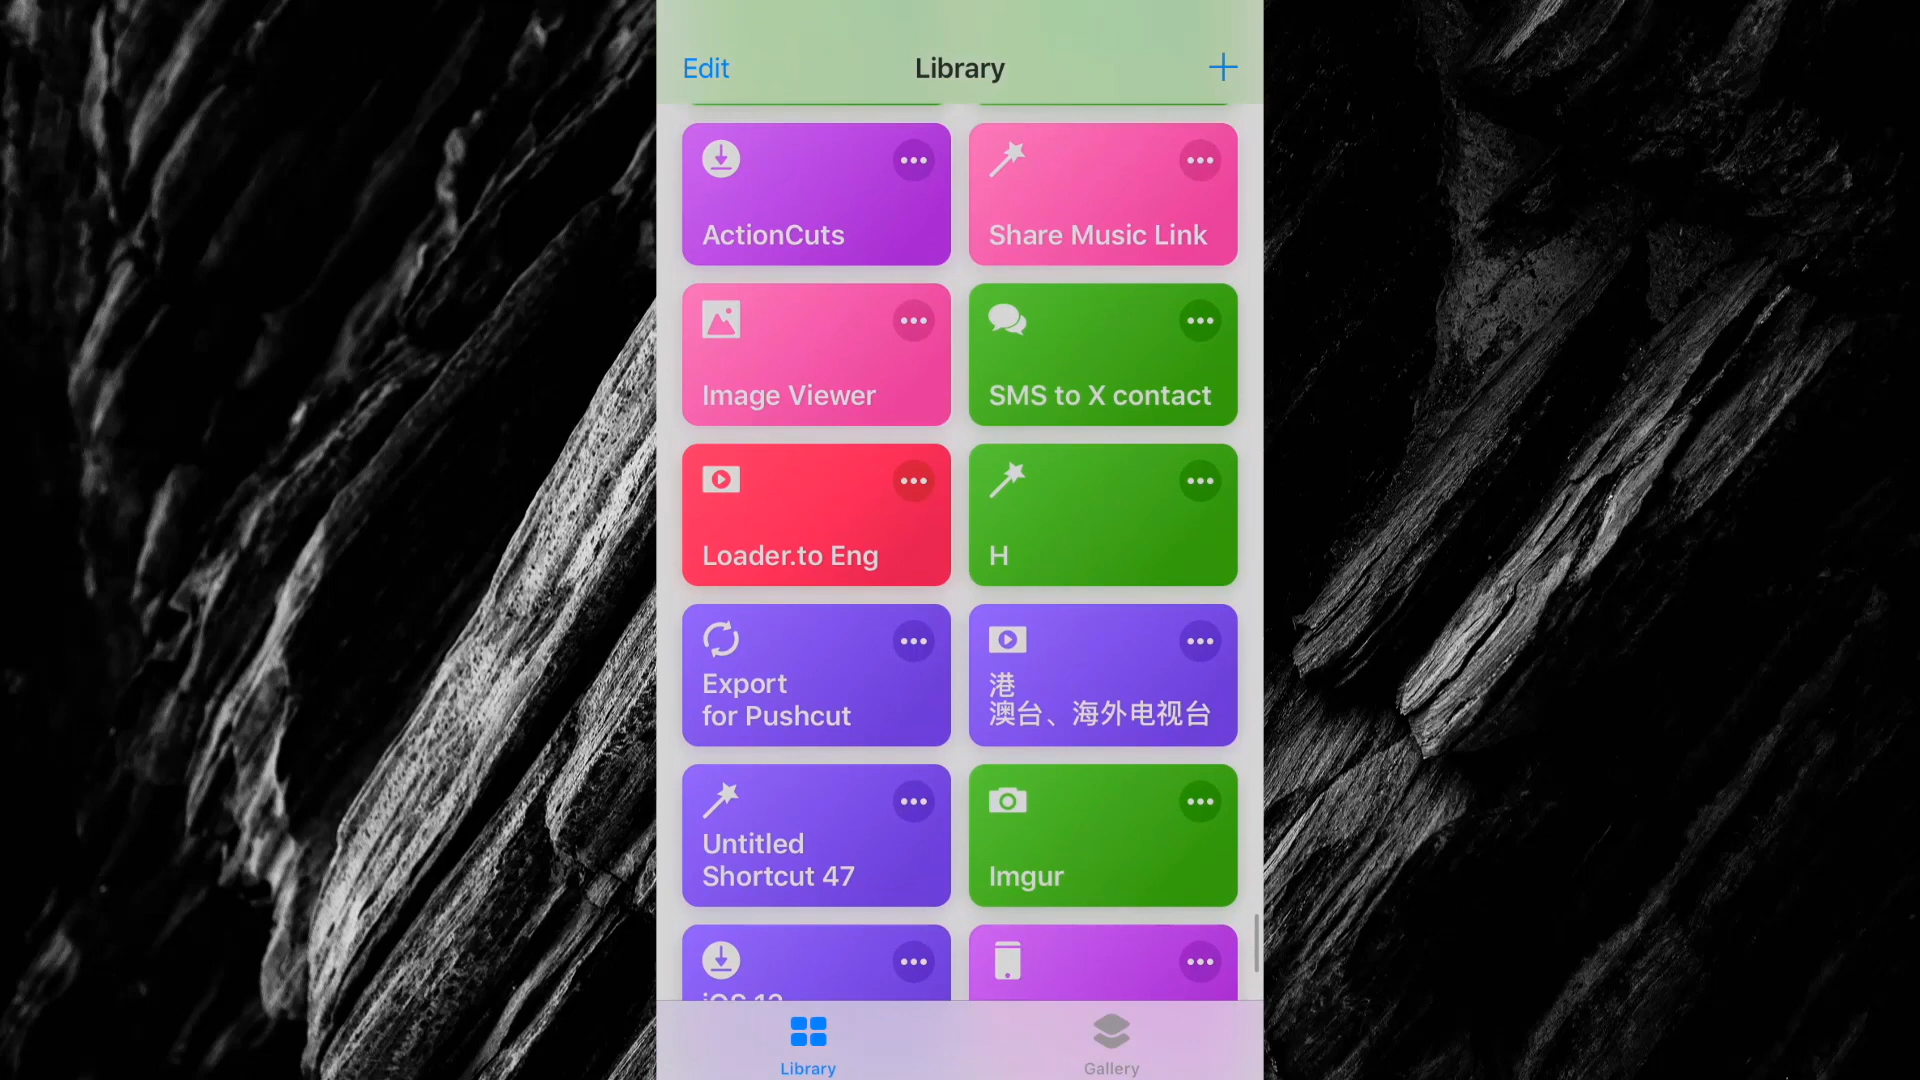 Edit
Library
ActionCuts
Share Music Link
Image Viewer
SMS to X contact
Loader.to Eng
H
Export
for Pushcut
港
澳台、海外电视台
Untitled
Shortcut 47
Imgur
Library
Gallery